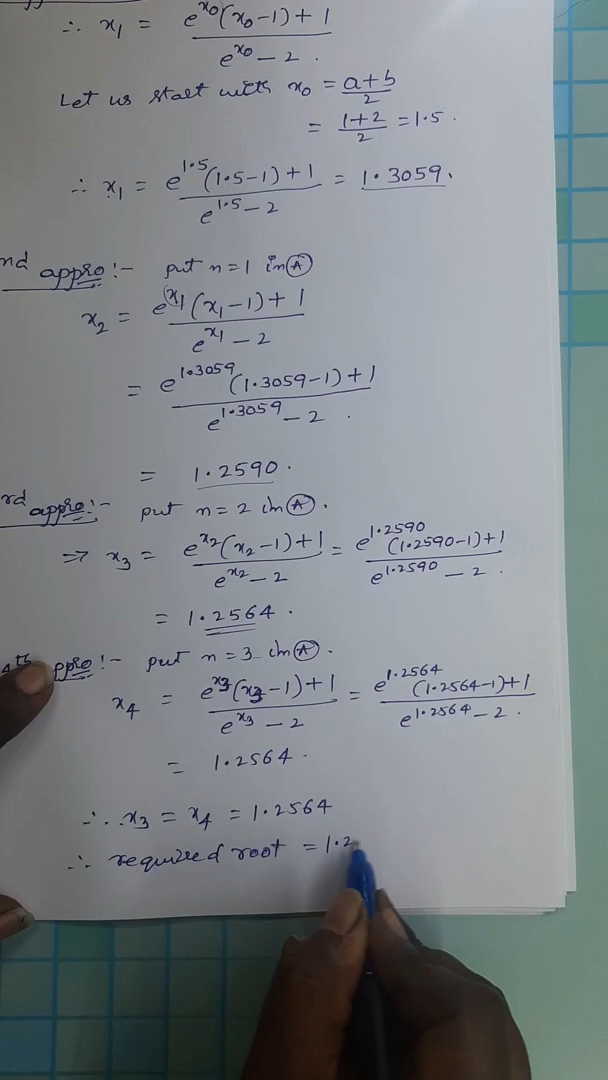 ∴ x₁ = (e^x₀(x₀-1)+1)/(e^x₀-2).
Let us start with x₀ = (a+b)/2
= (1+2)/2 = 1.5.
∴ x₁ = (e^1.5(1.5-1)+1)/(e^1.5-2) = 1.3059.
nd appro:- put n=1 in Ⓐ
x₂ = (e^x₁(x₁-1)+1)/(e^x₁-2)
= (e^1.3059(1.3059-1)+1)/(e^1.3059-2).
= 1.2590.
rd appro:- put n=2 in Ⓐ.
⇒ x₃ = (e^x₂(x₂-1)+1)/(e^x₂-2) = (e^1.2590(1.2590-1)+1)/(e^1.2590-2).
= 1.2564.
4th ppro:- put n=3 in Ⓐ.
x₄ = (e^x₃(x₃-1)+1)/(e^x₃-2) = (e^1.2564(1.2564-1)+1)/(e^1.2564-2).
= 1.2564.
∴ x₃ = x₄ = 1.2564
∴ required root = 1.2